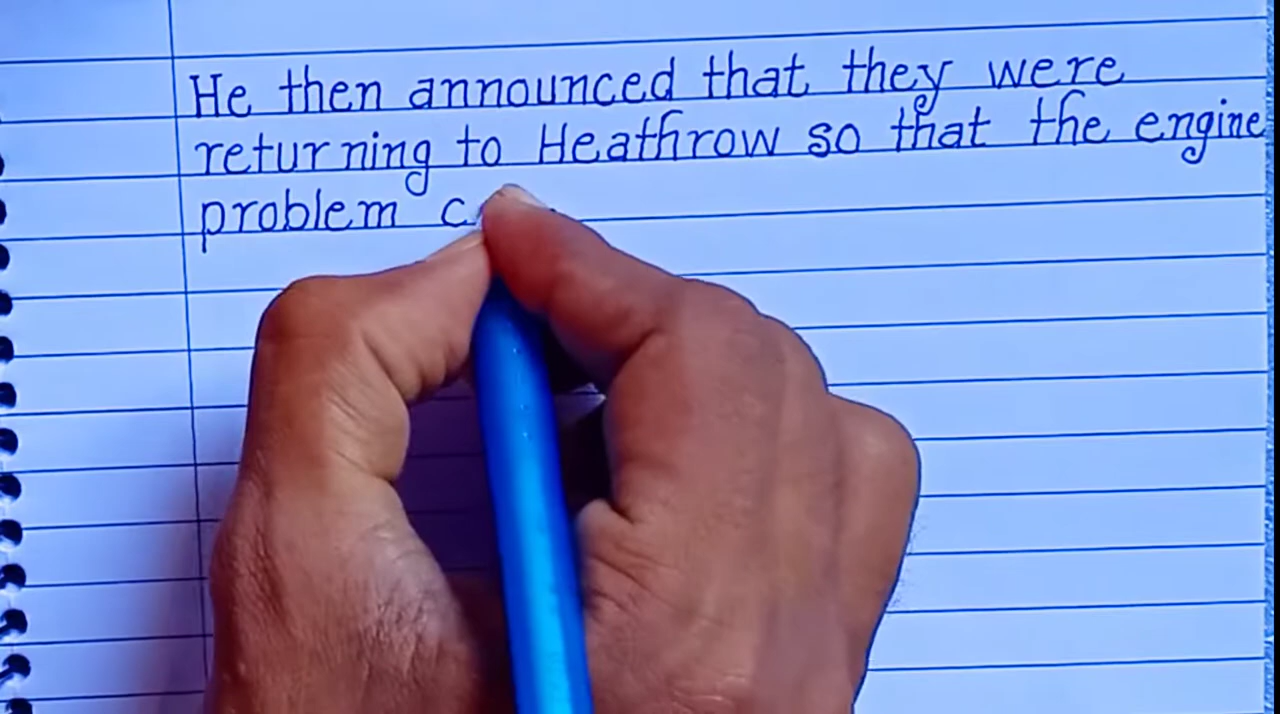 He then announced that they were
returning to Heathrow so that the engine
problem c